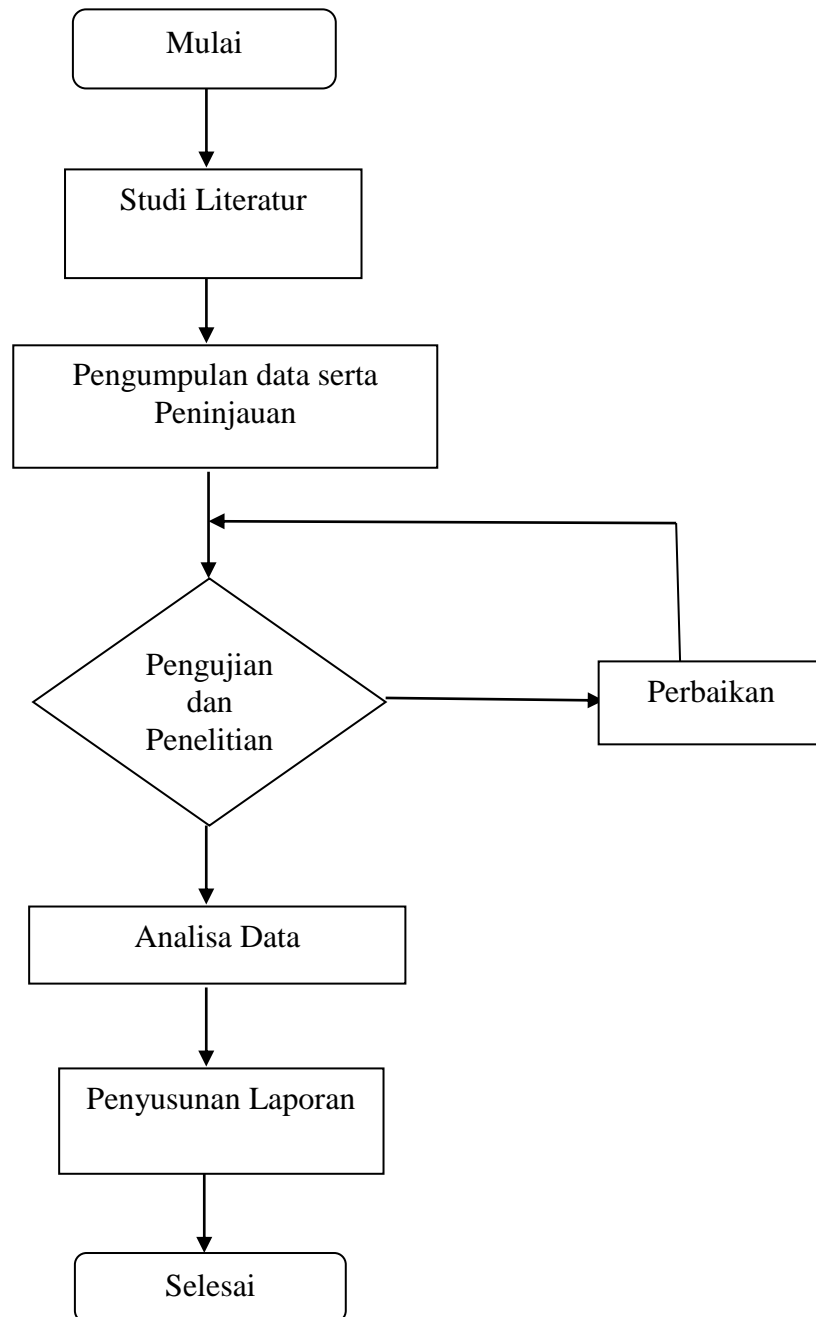 Mulai
Studi Literatur
Pengumpulan data serta
Peninjauan
Pengujian
dan
Penelitian
Perbaikan
Analisa Data
Penyusunan Laporan
Selesai